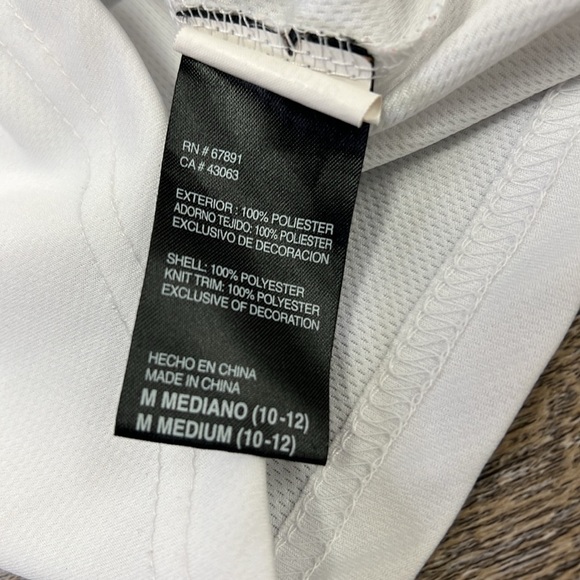 RN # 67891
CA # 43063
EXTERIOR : 100% POLIESTER
ADORNO TEJIDO: 100% POLIESTER
EXCLUSIVO DE DECORACION
SHELL: 100% POLYESTER
KNIT TRIM: 100% POLYESTER
EXCLUSIVE OF DECORATION
HECHO EN CHINA
MADE IN CHINA
M MEDIANO (10-12)
M MEDIUM (10-12)